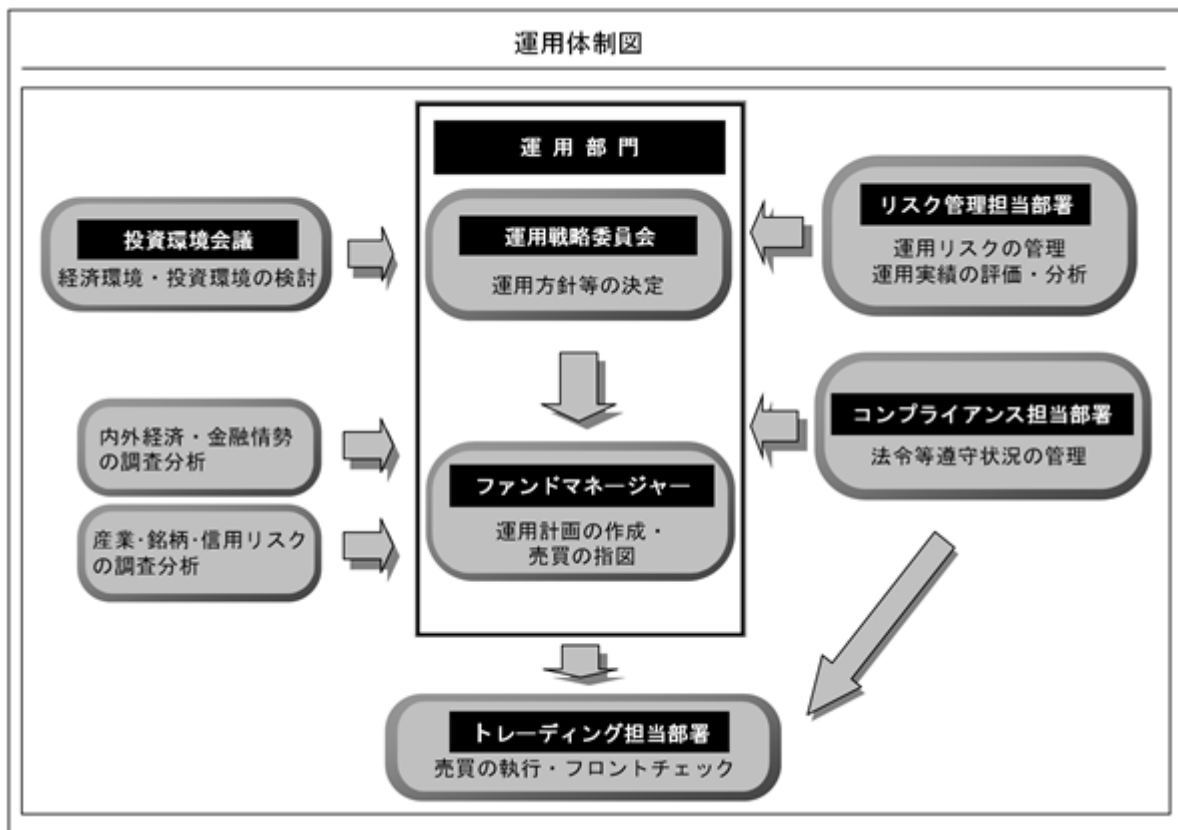 運用体制図
運用部門
投資環境会議
経済環境・投資環境の検討
運用戦略委員会
運用方針等の決定
リスク管理担当部署
運用リスクの管理
運用実績の評価・分析
内外経済・金融情勢
の調査分析
産業・銘柄・信用リスク
の調査分析
ファンドマネージャー
運用計画の作成・
売買の指図
コンプライアンス担当部署
法令等遵守状況の管理
トレーディング担当部署
売買の執行・フロントチェック